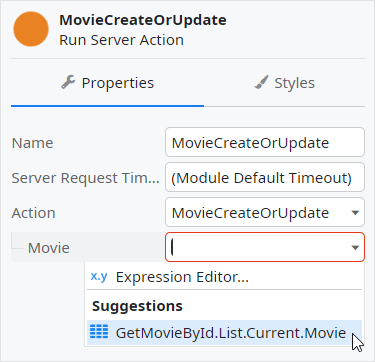 MovieCreateOrUpdate
Run Server Action
Properties Styles
Name MovieCreateOrUpdate
Server Request Tim... (Module Default Timeout)
Action MovieCreateOrUpdate
Movie
x.y Expression Editor...
Suggestions
GetMovieById.List.Current.Movie